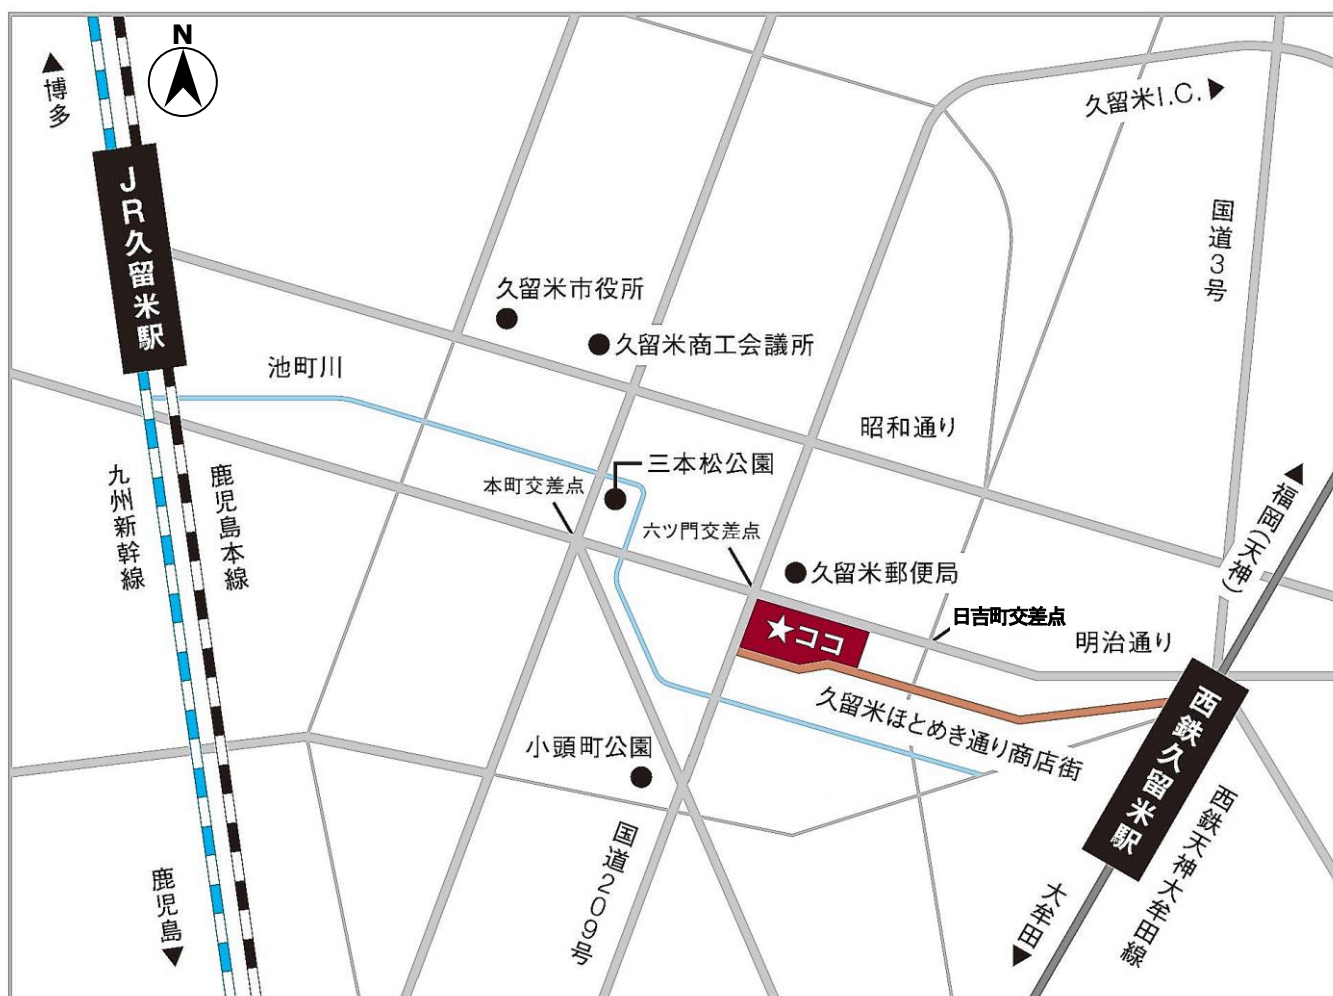 N
博多
久留米I.C.
JR久留米駅
国道3号
久留米市役所
久留米商工会議所
池町川
昭和通り
三本松公園
本町交差点
六ツ門交差点
九州新幹線
鹿児島本線
福岡(天神)
久留米郵便局
日吉町交差点
★ココ
明治通り
久留米ほとめき通り商店街
西鉄久留米駅
小頭町公園
国道209号
西鉄天神大牟田線
鹿児島
大牟田